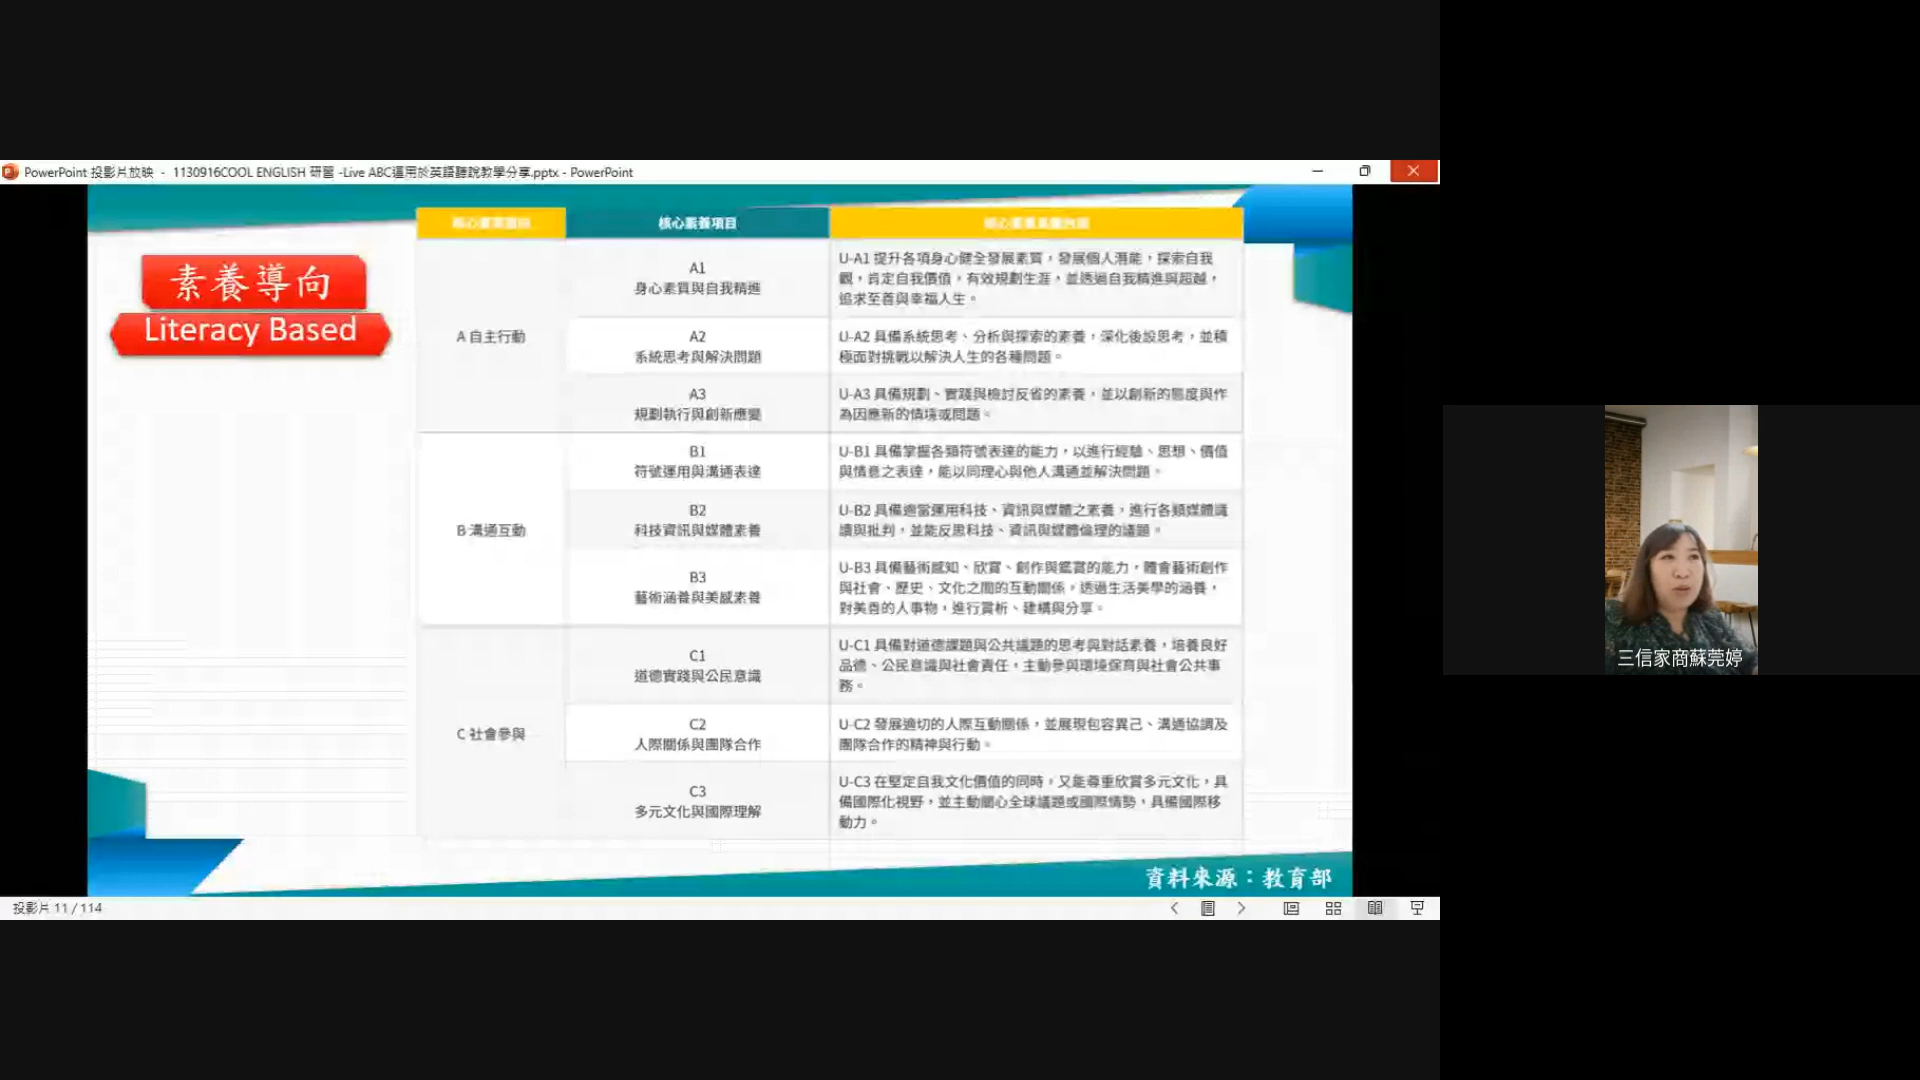 PowerPoint 投影片放映 - 1130916COOL ENGLISH 研習 -Live ABC運用於英語聽說教學分享.pptx - PowerPoint
素養導向
Literacy Based
核心素養項目
A 自主行動
A1
身心素質與自我精進
U-A1 提升各項身心健全發展素質，發展個人潛能，探索自我
觀，肯定自我價值，有效規劃生涯，並透過自我精進與超越，
追求至善與幸福人生。
A2
系統思考與解決問題
U-A2 具備系統思考、分析與探索的素養，深化後設思考，並積
極面對挑戰以解決人生的各種問題。
A3
規劃執行與創新應變
U-A3 具備規劃、實踐與檢討反省的素養，並以創新的態度與作
為因應新的情境或問題。
B 溝通互動
B1
符號運用與溝通表達
U-B1 具備掌握各類符號表達的能力，以進行經驗、思想、價值
與情意之表達，能以同理心與他人溝通並解決問題。
B2
科技資訊與媒體素養
U-B2 具備適當運用科技、資訊與媒體之素養，進行各類媒體識
讀與批判，並能反思科技、資訊與媒體倫理的議題。
B3
藝術涵養與美感素養
U-B3 具備藝術感知、欣賞、創作與鑑賞的能力，體會藝術創作
與社會、歷史、文化之間的互動關係，透過生活美學的涵養，
對美善的人事物，進行賞析、建構與分享。
C 社會參與
C1
道德實踐與公民意識
U-C1 具備對道德課題與公共議題的思考與對話素養，培養良好
品德、公民意識與社會責任，主動參與環境保育與社會公共事
務。
C2
人際關係與團隊合作
U-C2 發展適切的人際互動關係，並展現包容異己、溝通協調及
團隊合作的精神與行動。
C3
多元文化與國際理解
U-C3 在堅定自我文化價值的同時，又能尊重欣賞多元文化，具
備國際化視野，並主動關心全球議題或國際情勢，具備國際移
動力。
資料來源：教育部
投影片 11 / 114
三信家商蘇莞婷